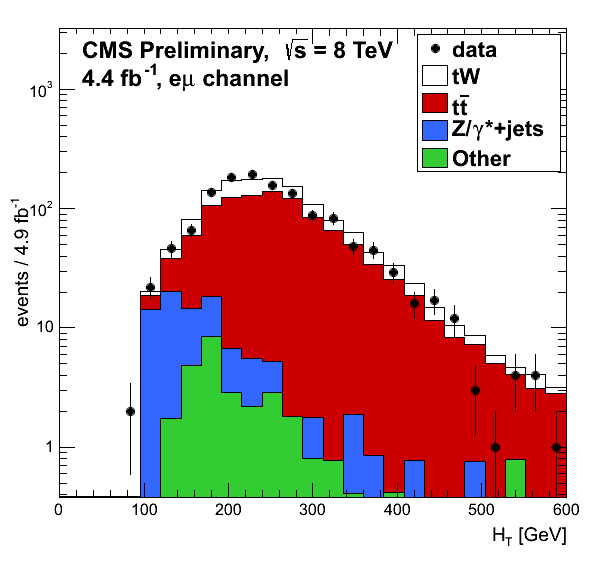 CMS Preliminary, √s = 8 TeV
4.4 fb⁻¹, eμ channel
data
tW
tt̄
Z/γ*+jets
Other
events / 4.9 fb⁻¹
10³
10²
10
1
0 100 200 300 400 500 600
H_T [GeV]